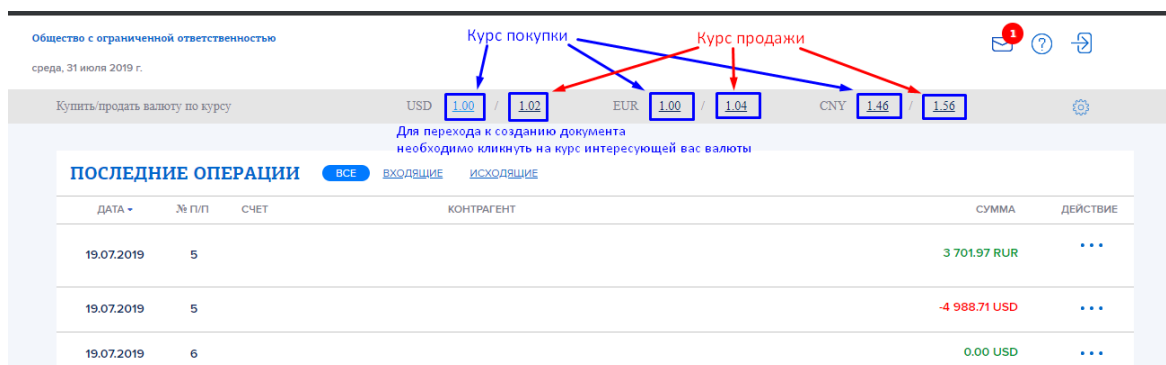 Курс покупки Курс продажи
Общество с ограниченной ответственностью
1
среда, 31 июля 2019 г.
Купить/продать валюту по курсу USD 1.00 / 1.02 EUR 1.00 / 1.04 CNY 1.46 / 1.56
Для перехода к созданию документа
необходимо кликнуть на курс интересующей вас валюты
ПОСЛЕДНИЕ ОПЕРАЦИИ ВСЕ ВХОДЯЩИЕ ИСХОДЯЩИЕ
ДАТА № П/П СЧЕТ КОНТРАГЕНТ СУММА ДЕЙСТВИЕ
19.07.2019 5 3 701.97 RUR
19.07.2019 5 -4 988.71 USD
19.07.2019 6 0.00 USD